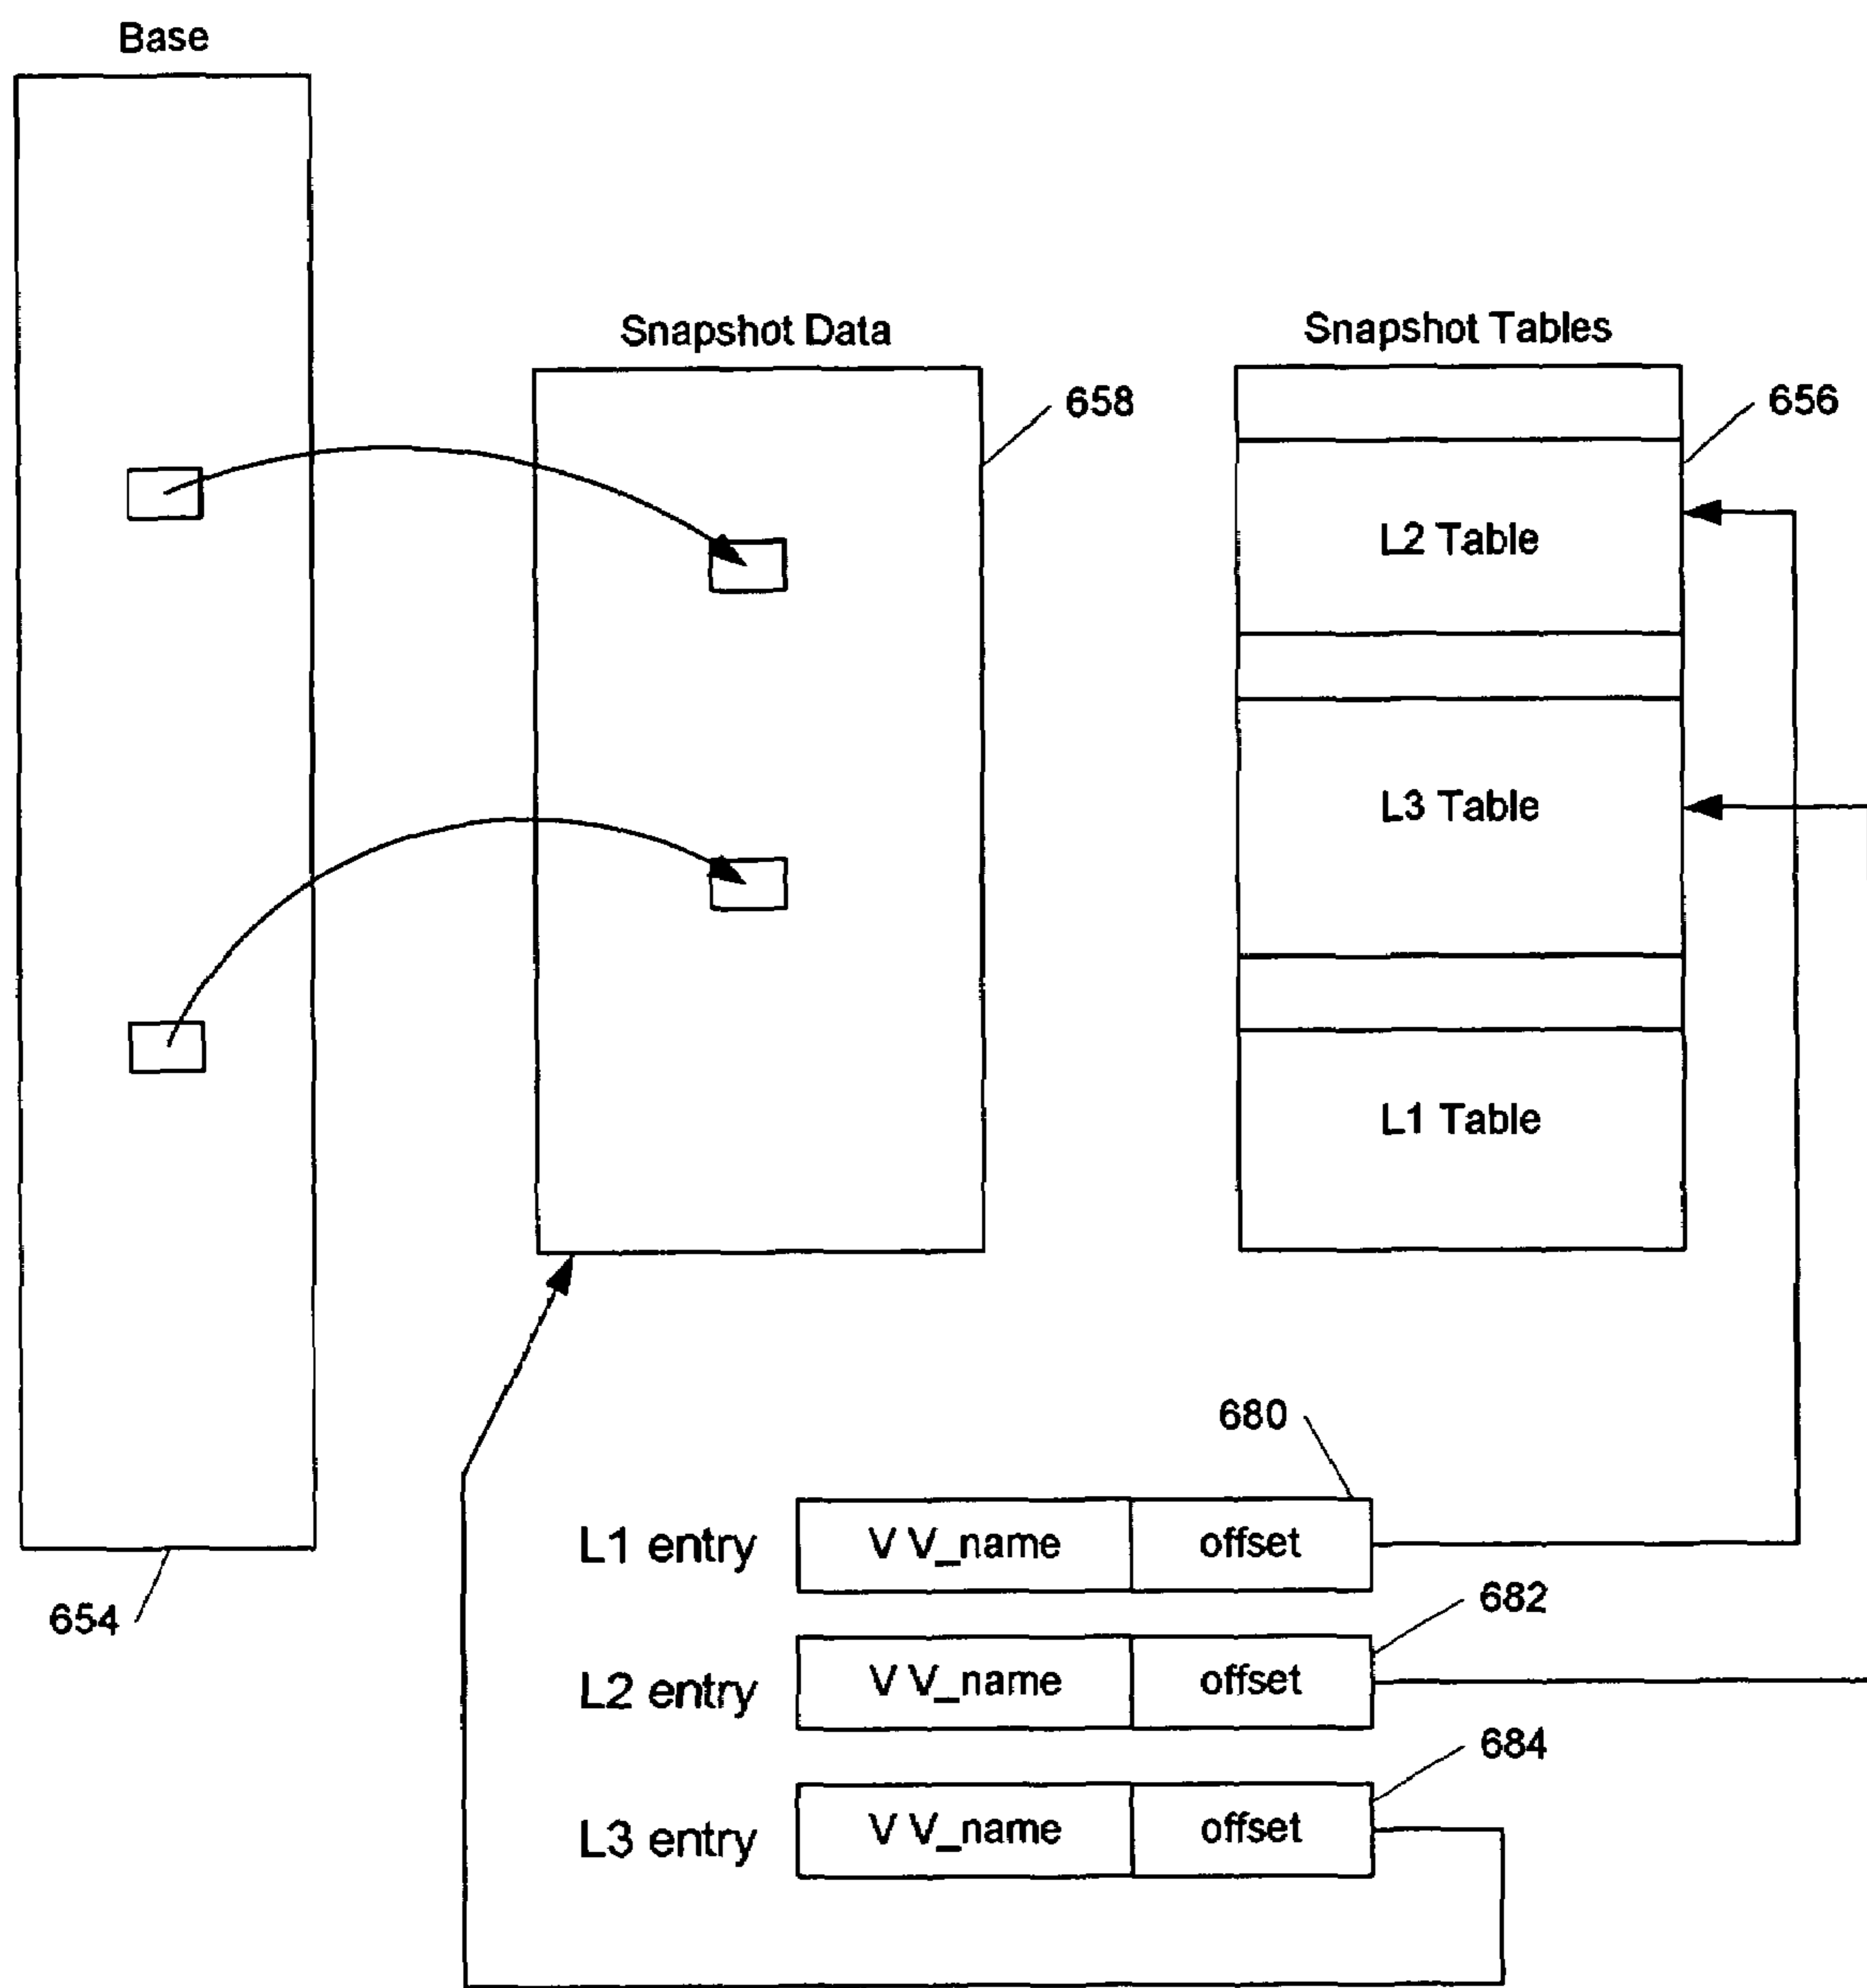 Base
Snapshot Data
Snapshot Tables
658
656
L2 Table
L3 Table
L1 Table
680
L1 entry V V_name offset
654
682
L2 entry V V_name offset
684
L3 entry V V_name offset